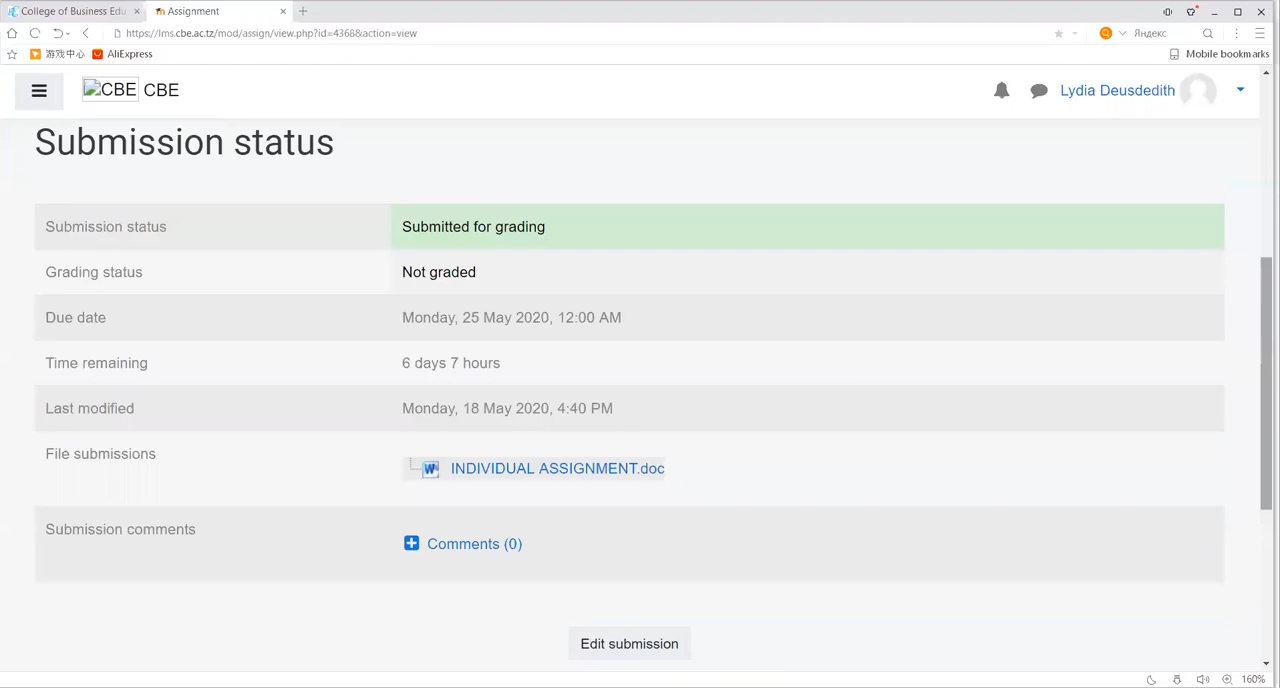 College of Business Edu
Assignment
https://lms.cbe.ac.tz/mod/assign/view.php?id=4368&action=view
Яндекс
游戏中心
AliExpress
Mobile bookmarks
CBE CBE
Lydia Deusdedith
Submission status
Submission status Submitted for grading
Grading status Not graded
Due date Monday, 25 May 2020, 12:00 AM
Time remaining 6 days 7 hours
Last modified Monday, 18 May 2020, 4:40 PM
File submissions
INDIVIDUAL ASSIGNMENT.doc
Submission comments
Comments (0)
Edit submission
160%